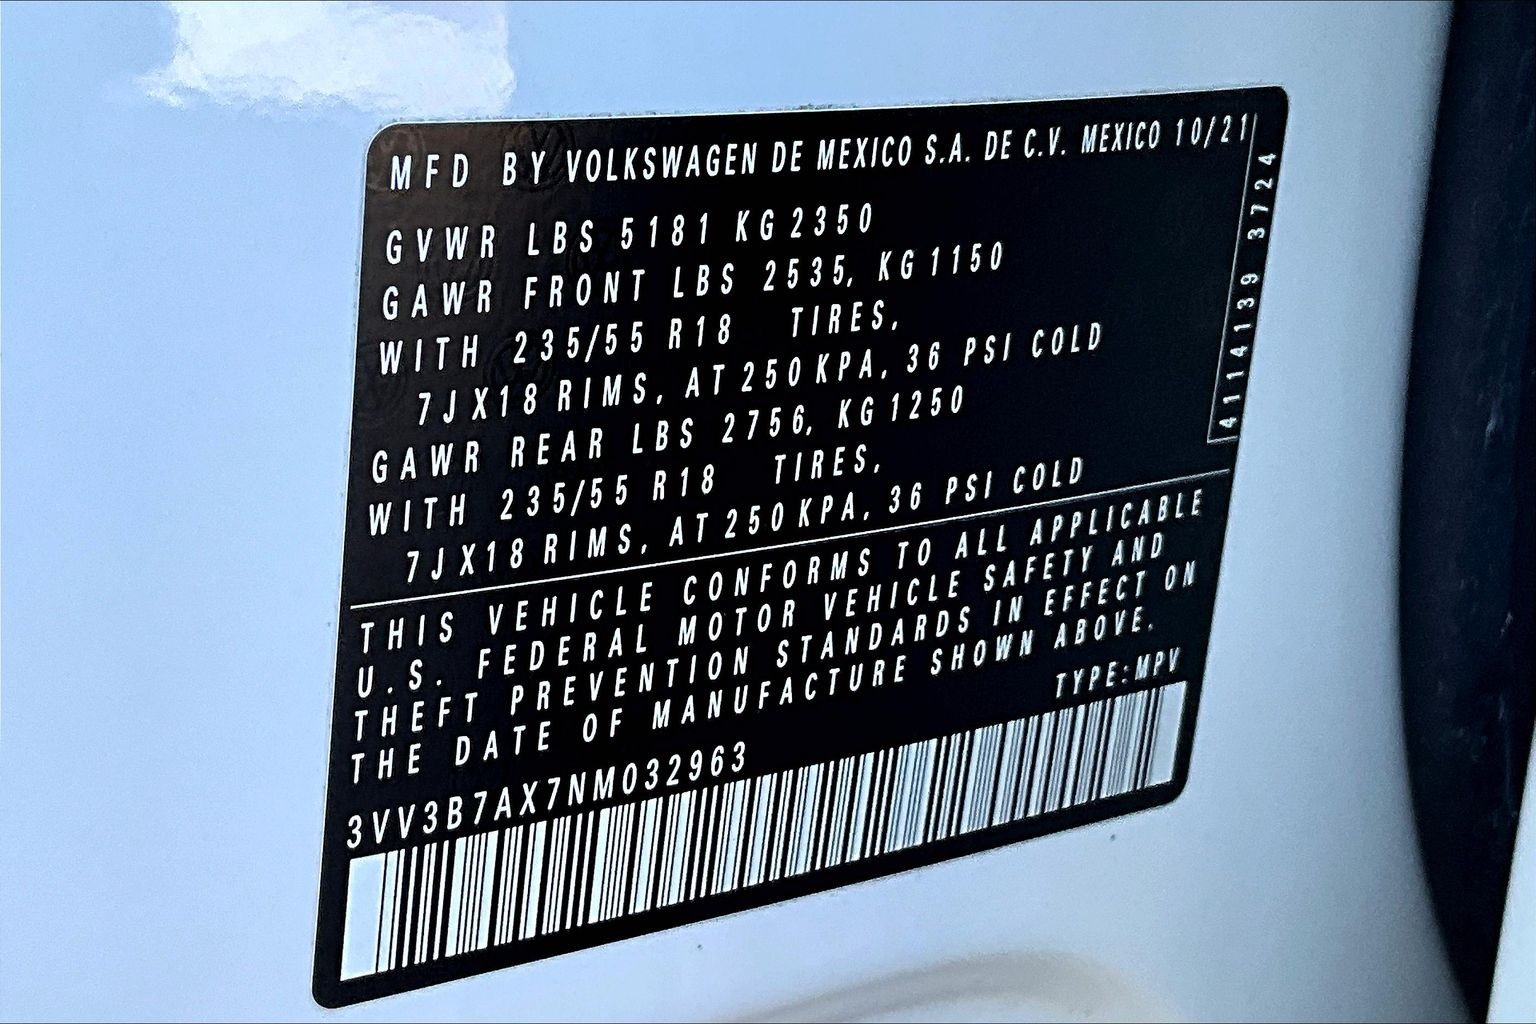 MFD BY VOLKSWAGEN DE MEXICO S.A. DE C.V. MEXICO 10/21
GVWR LBS 5181 KG 2350
GAWR FRONT LBS 2535, KG 1150
WITH 235/55 R18 TIRES,
7JX18 RIMS, AT 250 KPA, 36 PSI COLD
GAWR REAR LBS 2756, KG 1250
WITH 235/55 R18 TIRES,
7JX18 RIMS, AT 250 KPA, 36 PSI COLD
41114139 3724
THIS VEHICLE CONFORMS TO ALL APPLICABLE
U.S. FEDERAL MOTOR VEHICLE SAFETY AND
THEFT PREVENTION STANDARDS IN EFFECT ON
THE DATE OF MANUFACTURE SHOWN ABOVE.
TYPE:MPV
3VV3B7AX7NM032963